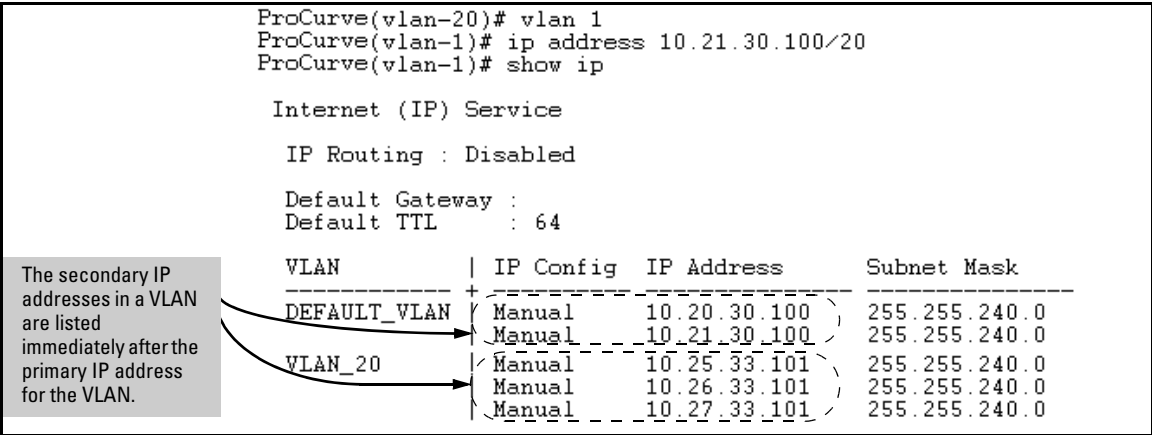 ProCurve(vlan-20)# vlan 1
ProCurve(vlan-1)# ip address 10.21.30.100/20
ProCurve(vlan-1)# show ip
Internet (IP) Service
IP Routing : Disabled
Default Gateway :
Default TTL : 64
VLAN | IP Config IP Address Subnet Mask
DEFAULT_VLAN | Manual 10.20.30.100 255.255.240.0
| Manual 10.21.30.100 255.255.240.0
VLAN_20 | Manual 10.25.33.101 255.255.240.0
| Manual 10.26.33.101 255.255.240.0
| Manual 10.27.33.101 255.255.240.0
The secondary IP
addresses in a VLAN
are listed
immediately after the
primary IP address
for the VLAN.